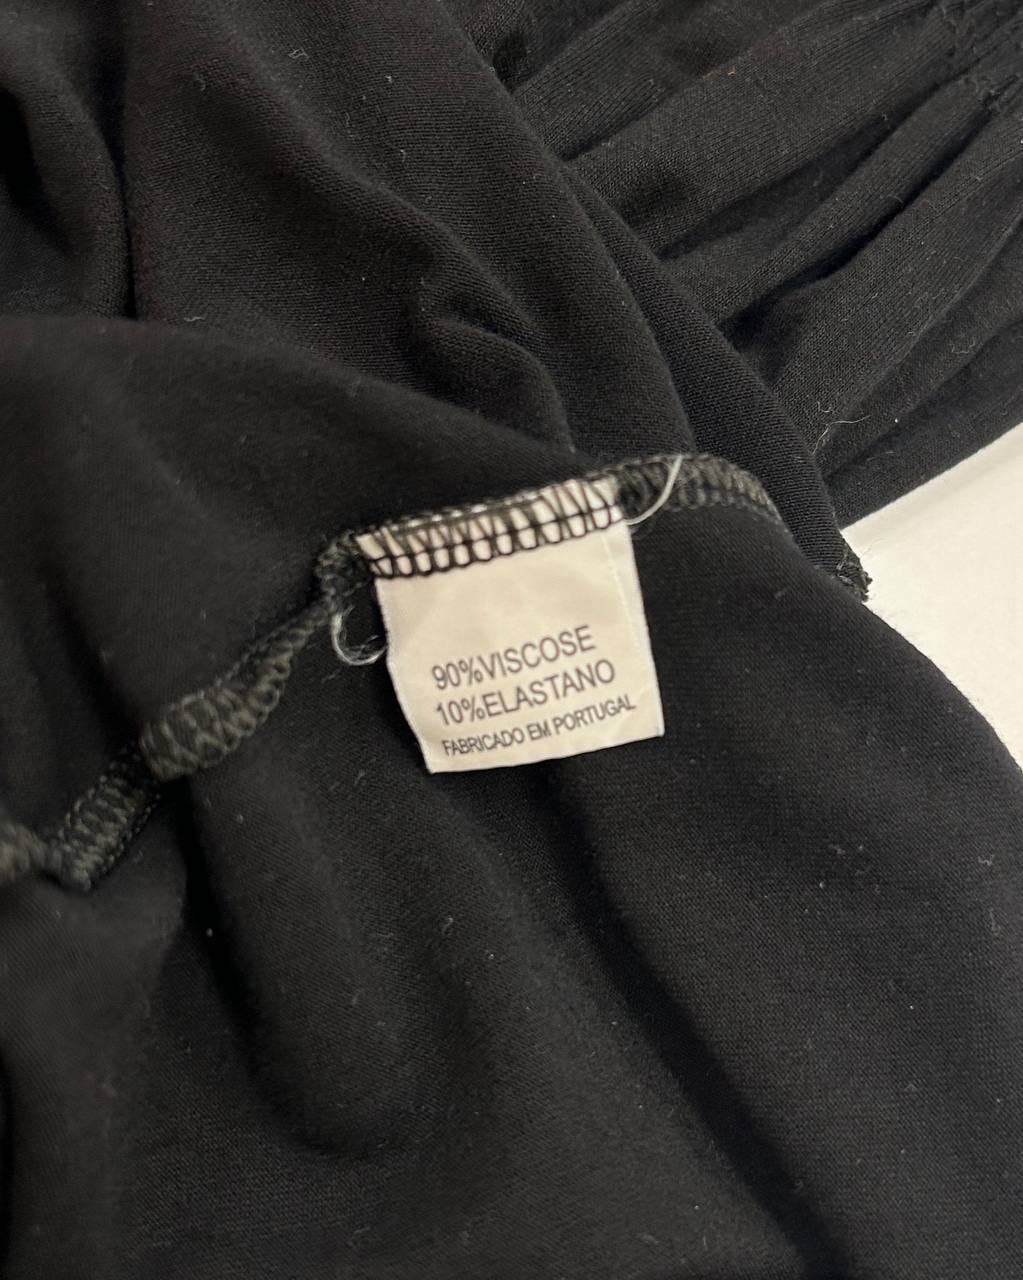 90%VISCOSE
10%ELASTANO
FABRICADO EM PORTUGAL